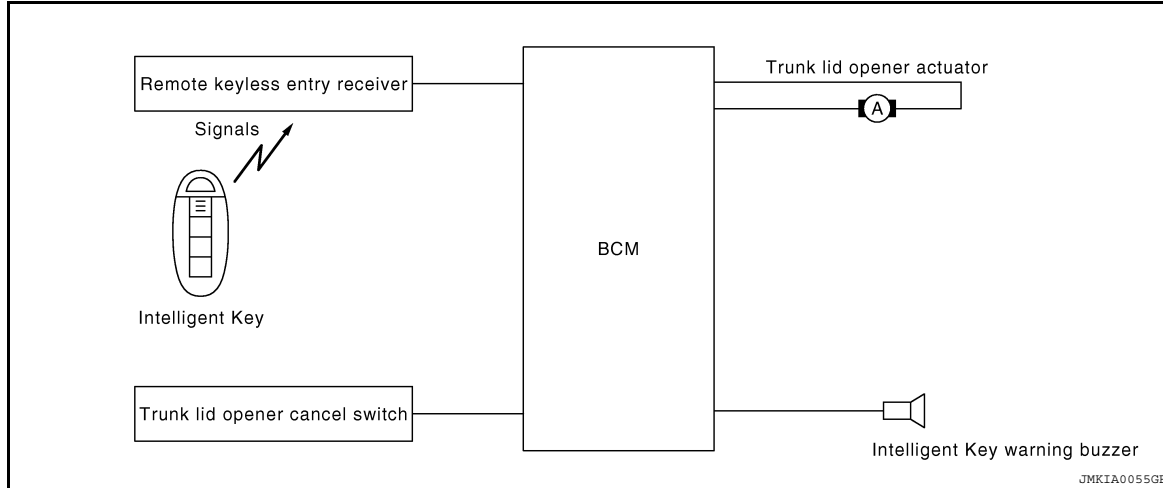 Remote keyless entry receiver
Signals
Intelligent Key
Trunk lid opener cancel switch
BCM
Trunk lid opener actuator
A
Intelligent Key warning buzzer